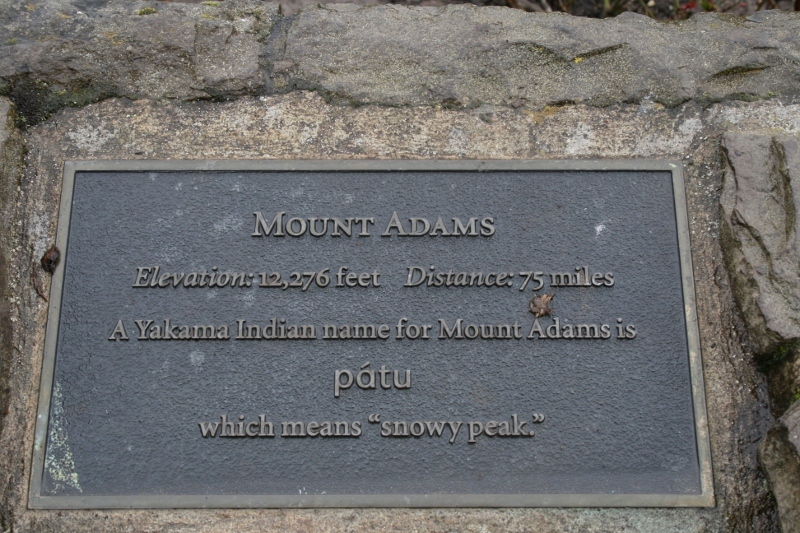 MOUNT ADAMS
Elevation: 12,276 feet Distance: 75 miles
A Yakama Indian name for Mount Adams is
pátu
which means “snowy peak.”